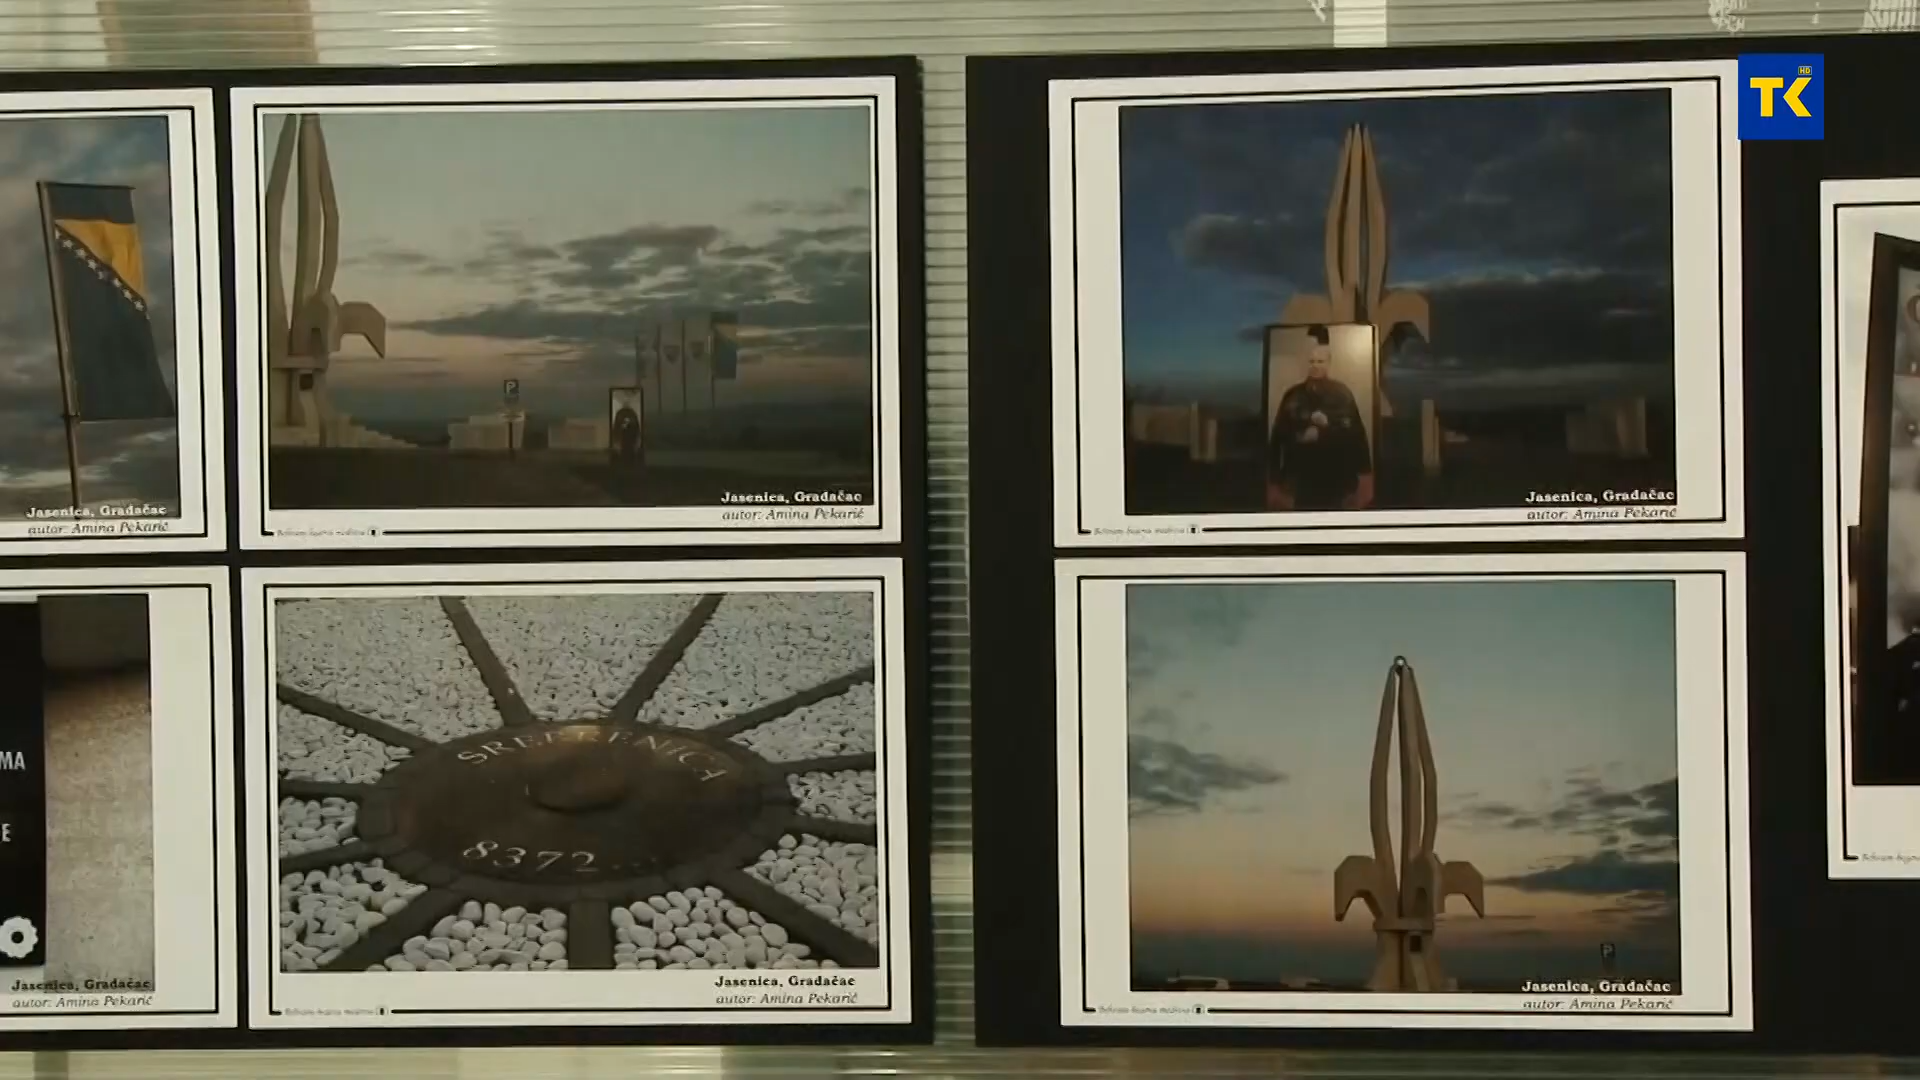 TK HD
Jasenica, Gradačac
autor: Amina Pekarić
P
Jasenica, Gradačac
autor: Amina Pekarić
Jasenica, Gradačac
autor: Amina Pekarić
MA
E
Jasenica, Gradačac
autor: Amina Pekarić
SREBRENICA
8372...
Jasenica, Gradačac
autor: Amina Pekarić
P
Jasenica, Gradačac
autor: Amina Pekarić